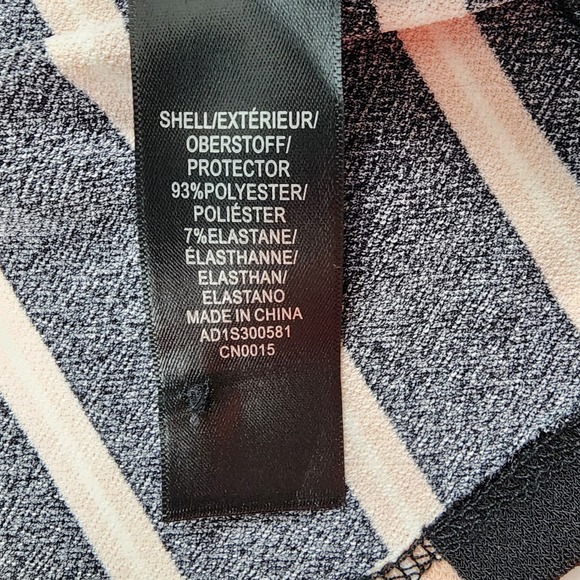 SHELL/EXTÉRIEUR/
OBERSTOFF/
PROTECTOR
93%POLYESTER/
POLIÉSTER
7%ELASTANE/
ÉLASTHANNE/
ELASTHAN/
ELASTANO
MADE IN CHINA
AD1S300581
CN0015